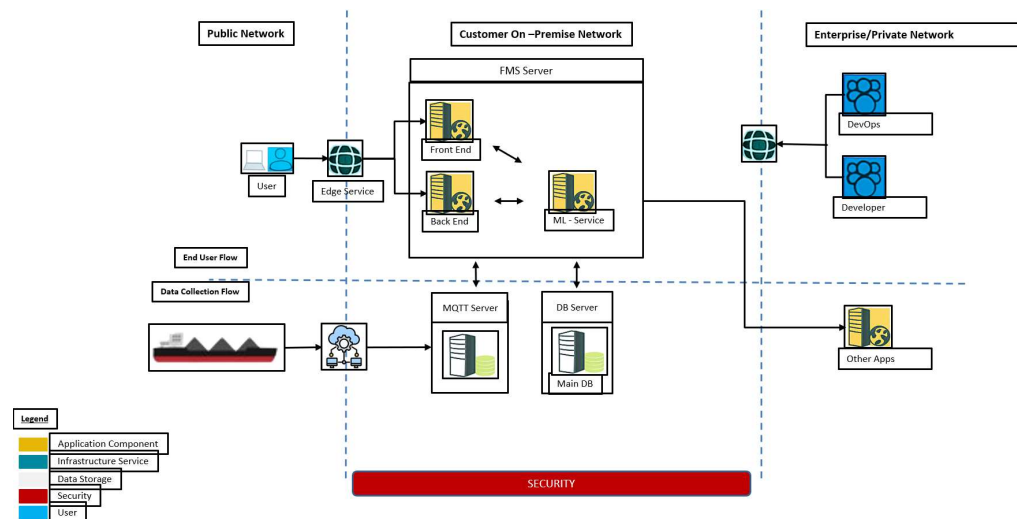 Public Network
Customer On –Premise Network
Enterprise/Private Network
FMS Server
Front End
DevOps
User
Edge Service
Back End
ML - Service
Developer
End User Flow
Data Collection Flow
MQTT Server
DB Server
Main DB
Other Apps
Legend
Application Component
Infrastructure Service
Data Storage
Security
User
SECURITY